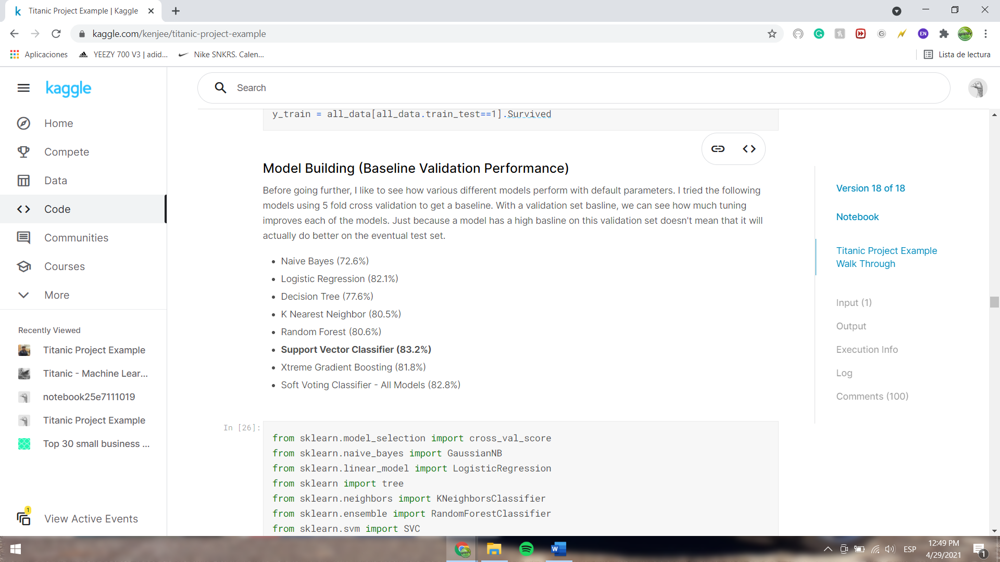 Titanic Project Example | Kaggle
kaggle.com/kenjee/titanic-project-example
Aplicaciones
YEEZY 700 V3 | adid...
Nike SNKRS. Calen...
EN
Lista de lectura
kaggle
Search
Home
Compete
Data
Code
Communities
Courses
More
Recently Viewed
Titanic Project Example
Titanic - Machine Lear...
notebook25e7111019
Titanic Project Example
Top 30 small business ...
1
View Active Events
y_train = all_data[all_data.train_test==1].Survived
Model Building (Baseline Validation Performance)
Before going further, I like to see how various different models perform with default parameters. I tried the following
models using 5 fold cross validation to get a baseline. With a validation set basline, we can see how much tuning
improves each of the models. Just because a model has a high basline on this validation set doesn't mean that it will
actually do better on the eventual test set.
• Naive Bayes (72.6%)
• Logistic Regression (82.1%)
• Decision Tree (77.6%)
• K Nearest Neighbor (80.5%)
• Random Forest (80.6%)
• Support Vector Classifier (83.2%)
• Xtreme Gradient Boosting (81.8%)
• Soft Voting Classifier - All Models (82.8%)
In [26]:
from sklearn.model_selection import cross_val_score
from sklearn.naive_bayes import GaussianNB
from sklearn.linear_model import LogisticRegression
from sklearn import tree
from sklearn.neighbors import KNeighborsClassifier
from sklearn.ensemble import RandomForestClassifier
from sklearn.svm import SVC
Version 18 of 18
Notebook
Titanic Project Example
Walk Through
Input (1)
Output
Execution Info
Log
Comments (100)
ESP
12:49 PM
4/29/2021
1